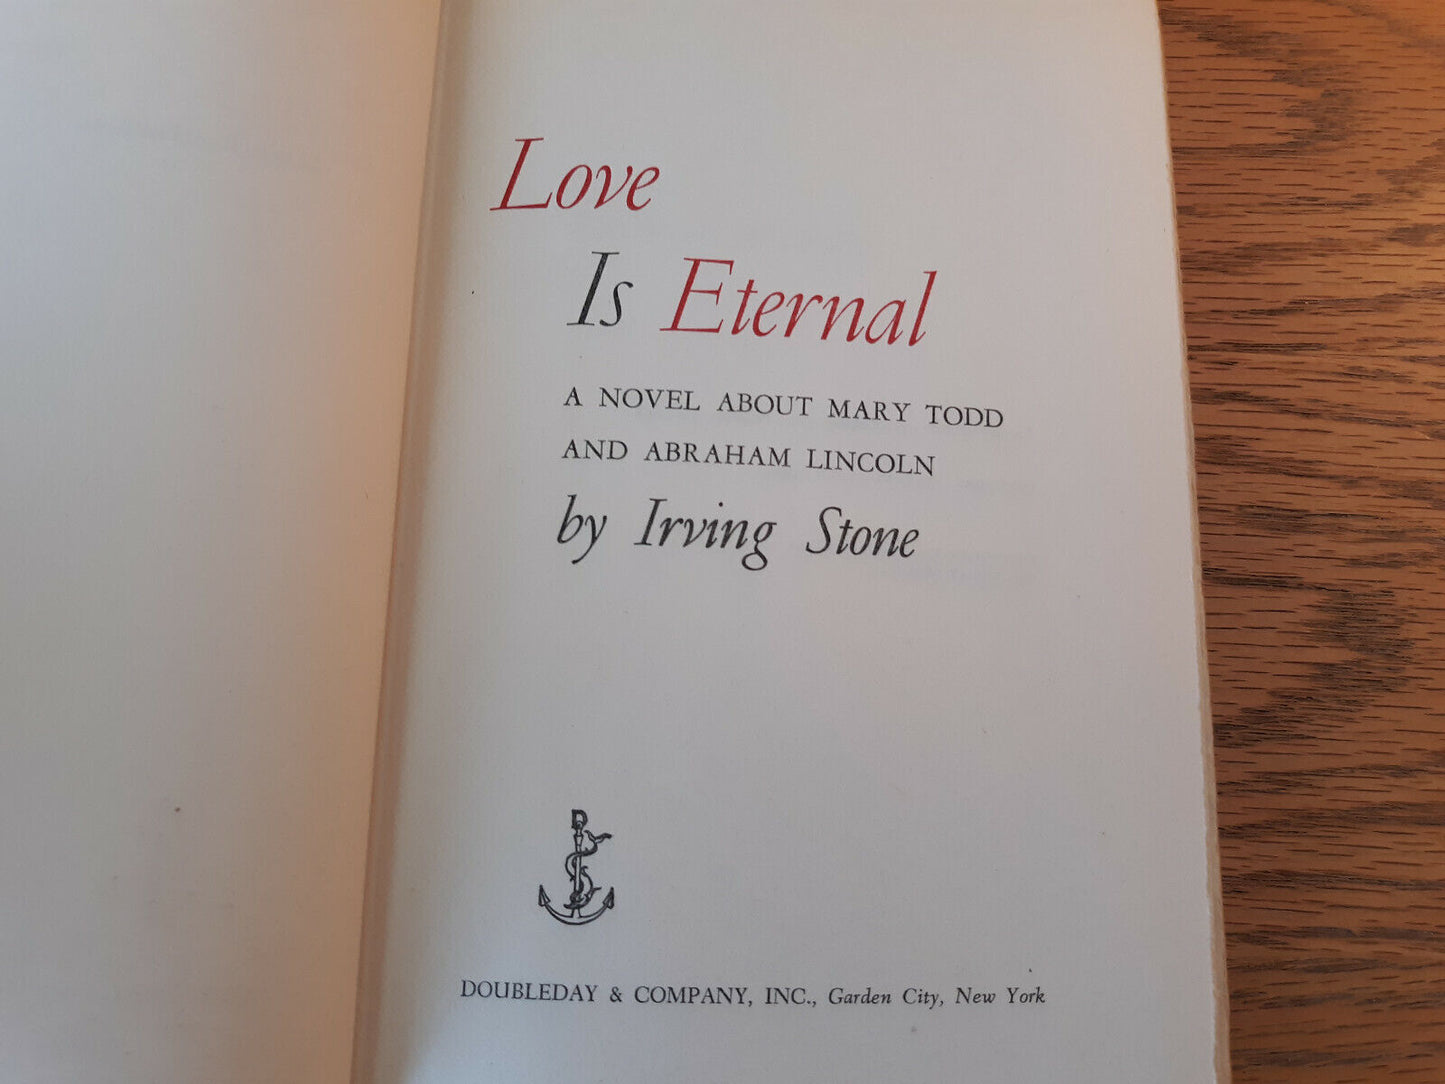 Love
Is Eternal
A NOVEL ABOUT MARY TODD
AND ABRAHAM LINCOLN
by Irving Stone
D
DOUBLEDAY & COMPANY, INC., Garden City, New York